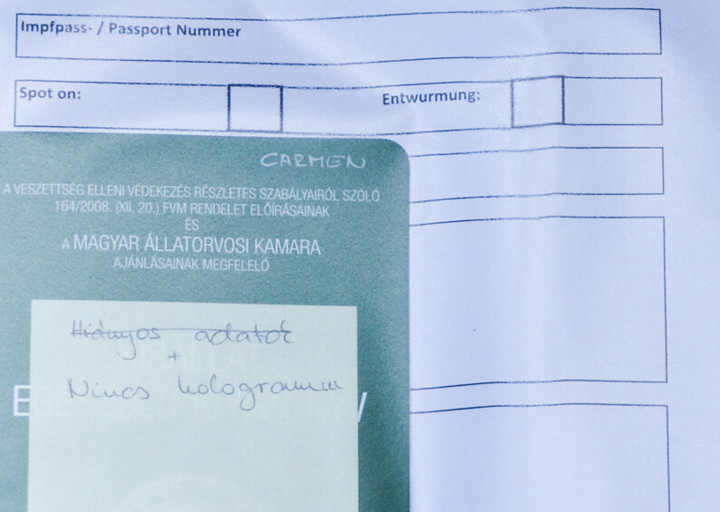 Impfpass- / Passport Nummer
Spot on:
Entwurmung:
CARMEN
A VESZETTSÉG ELLENI VÉDEKEZÉS RÉSZLETES SZABÁLYAIRÓL SZÓLÓ
164/2008. (XII. 20.) FVM RENDELET ELŐÍRÁSAINAK
ÉS
A MAGYAR ÁLLATORVOSI KAMARA
AJÁNLÁSAINAK MEGFELELŐ
Hiányos adatok
+
Nincs hologramm